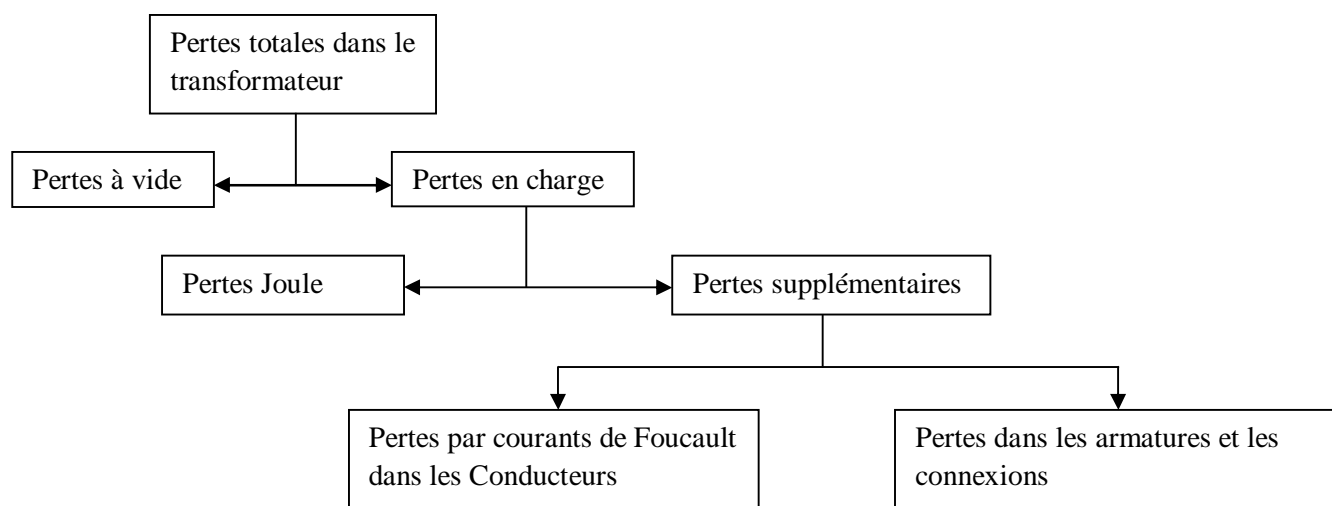 Pertes totales dans le
transformateur
Pertes à vide
Pertes en charge
Pertes Joule
Pertes supplémentaires
Pertes par courants de Foucault
dans les Conducteurs
Pertes dans les armatures et les
connexions